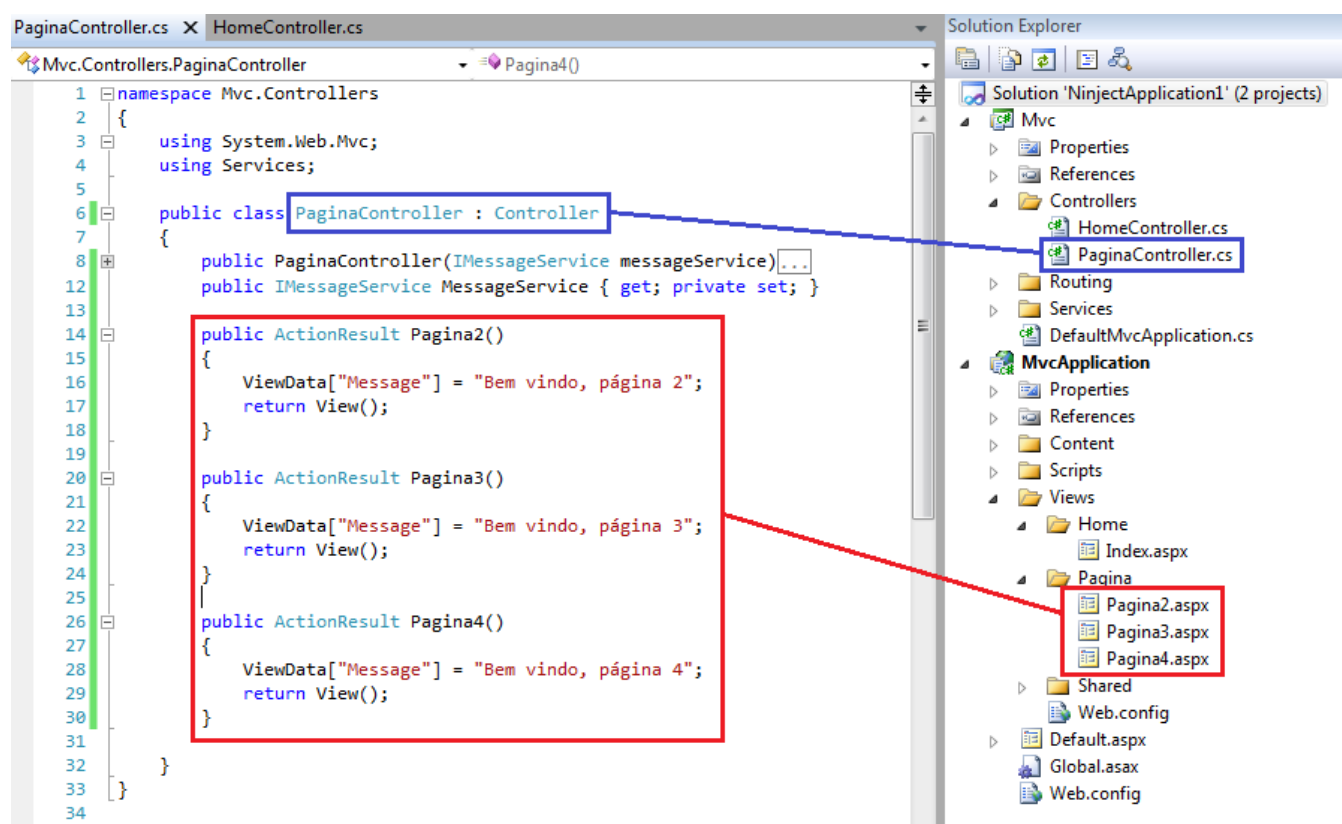 PaginaController.cs X HomeController.cs
Mvc.Controllers.PaginaController Pagina4()
1 namespace Mvc.Controllers
2 {
3 using System.Web.Mvc;
4 using Services;
5
6 public class PaginaController : Controller
7 {
8 public PaginaController(IMessageService messageService)...
12 public IMessageService MessageService { get; private set; }
13
14 public ActionResult Pagina2()
15 {
16 ViewData["Message"] = "Bem vindo, página 2";
17 return View();
18 }
19
20 public ActionResult Pagina3()
21 {
22 ViewData["Message"] = "Bem vindo, página 3";
23 return View();
24 }
25
26 public ActionResult Pagina4()
27 {
28 ViewData["Message"] = "Bem vindo, página 4";
29 return View();
30 }
31
32 }
33 }
34
Solution Explorer
Solution 'NinjectApplication1' (2 projects)
Mvc
Properties
References
Controllers
HomeController.cs
PaginaController.cs
Routing
Services
DefaultMvcApplication.cs
MvcApplication
Properties
References
Content
Scripts
Views
Home
Index.aspx
Pagina
Pagina2.aspx
Pagina3.aspx
Pagina4.aspx
Shared
Web.config
Default.aspx
Global.asax
Web.config